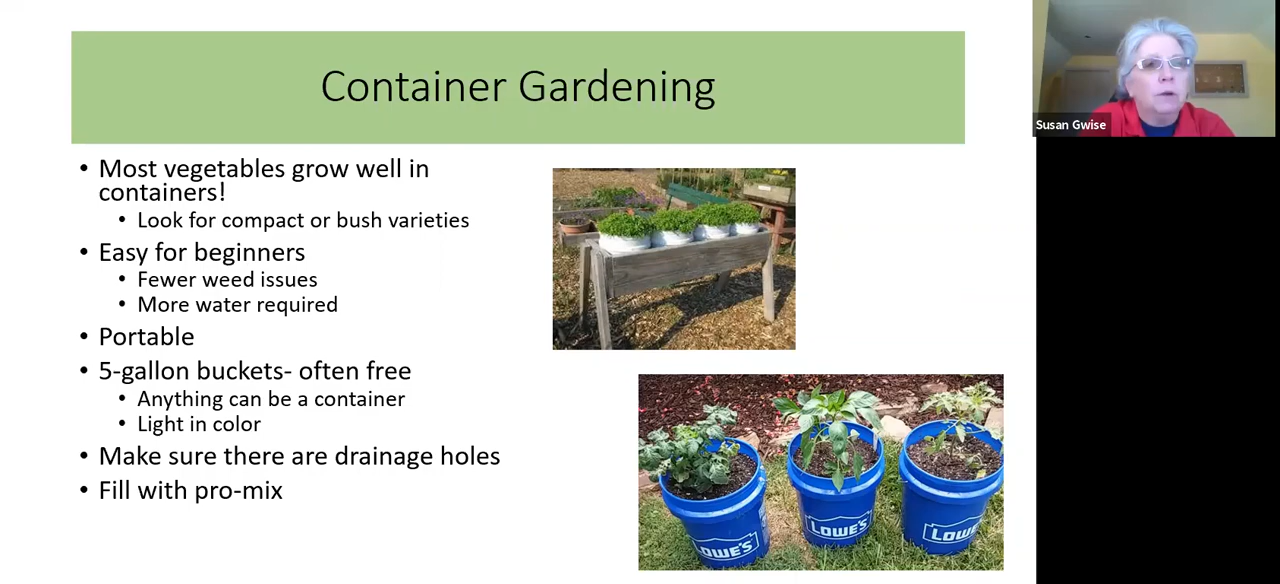 Container Gardening
• Most vegetables grow well in
containers!
• Look for compact or bush varieties
• Easy for beginners
• Fewer weed issues
• More water required
• Portable
• 5-gallon buckets- often free
• Anything can be a container
• Light in color
• Make sure there are drainage holes
• Fill with pro-mix
Susan Gwise
LOWE'S
LOWE'S
LOWE